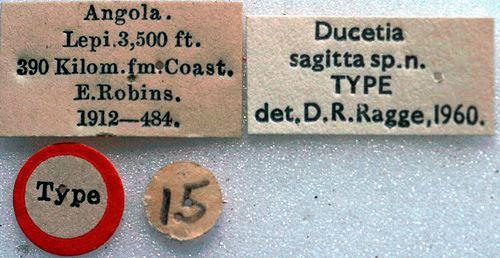 Angola.
Lepi.3,500 ft.
390 Kilom.fm.Coast.
E.Robins.
1912—484.
Ducetia
sagitta sp.n.
TYPE
det.D.R.Ragge,1960.
Type
15